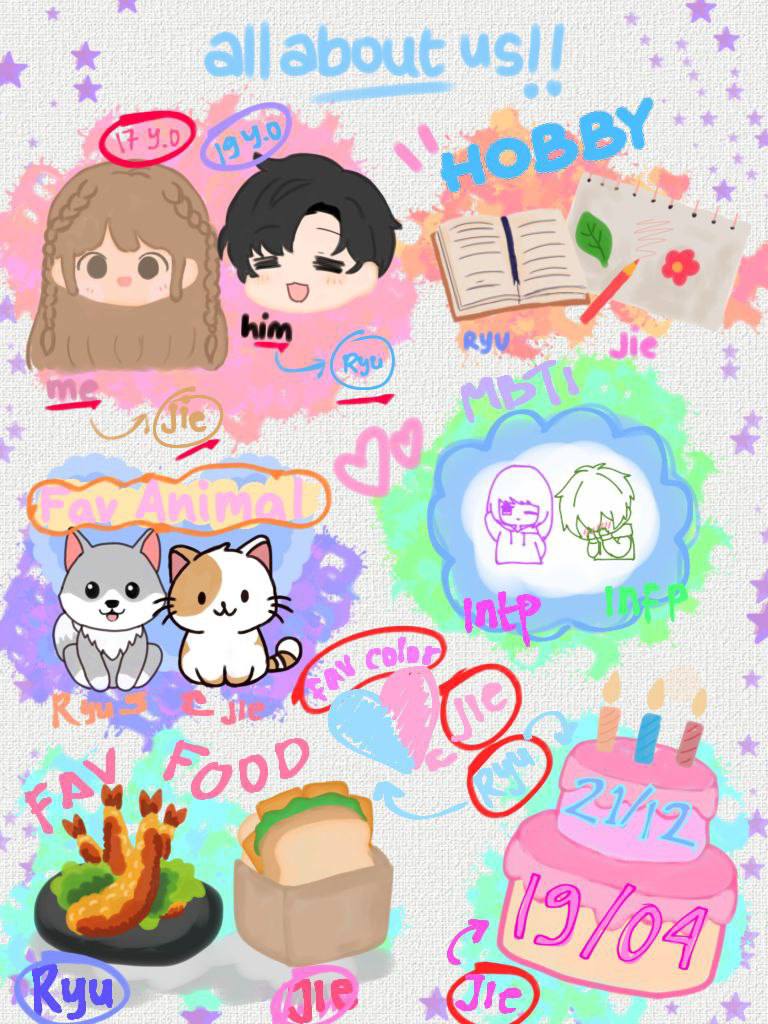 all about us!!
17 y.o
19 y.o
HOBBY
him
Ryu
Ryu
Jie
me
Jie
MBTI
Fav Animal
Intp
Infp
Ryu
Jie
Fav color
Jie
Ryu
FAV FOOD
21/12
19/04
Ryu
JIE
JIE